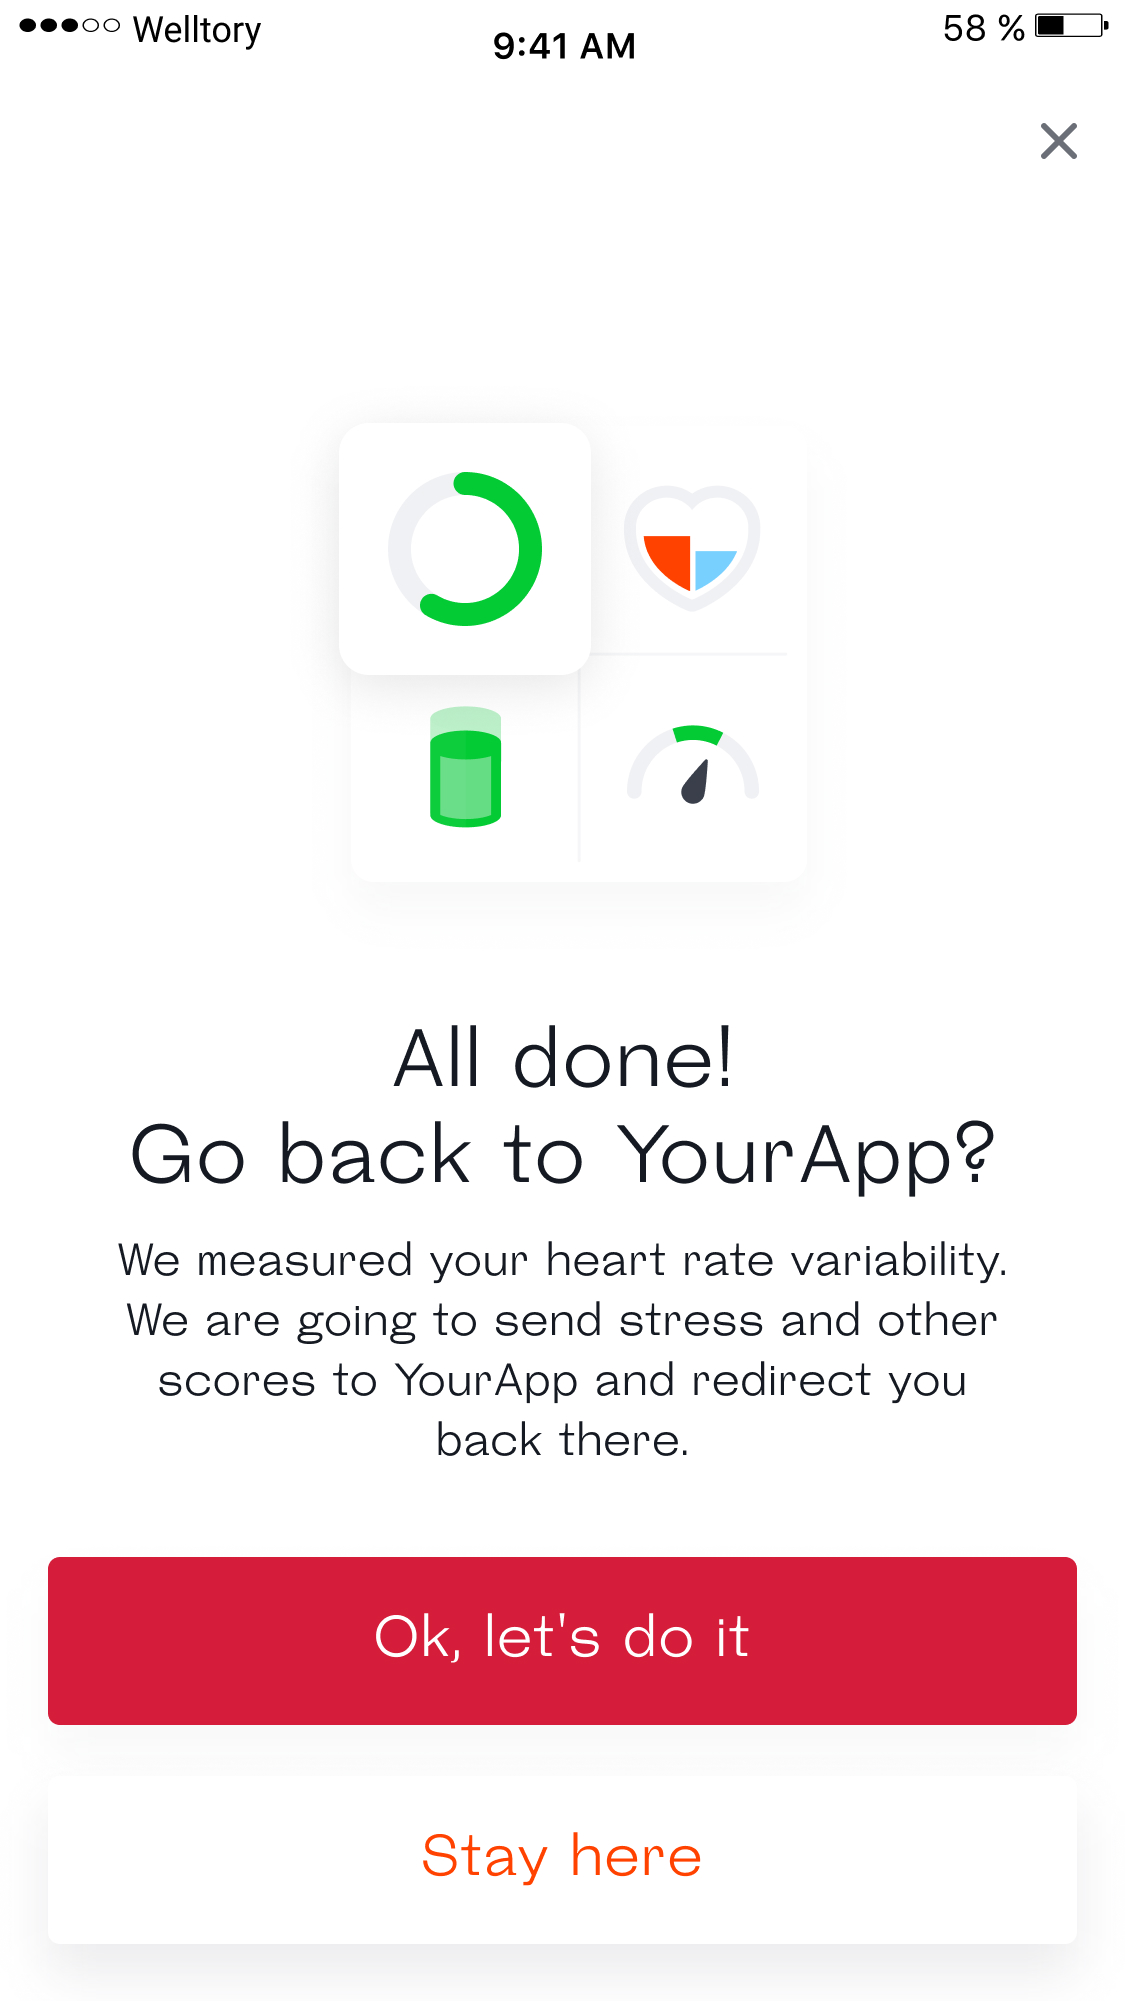 Welltory
9:41 AM
58 %
All done!
Go back to YourApp?
We measured your heart rate variability.
We are going to send stress and other
scores to YourApp and redirect you
back there.
Ok, let's do it
Stay here